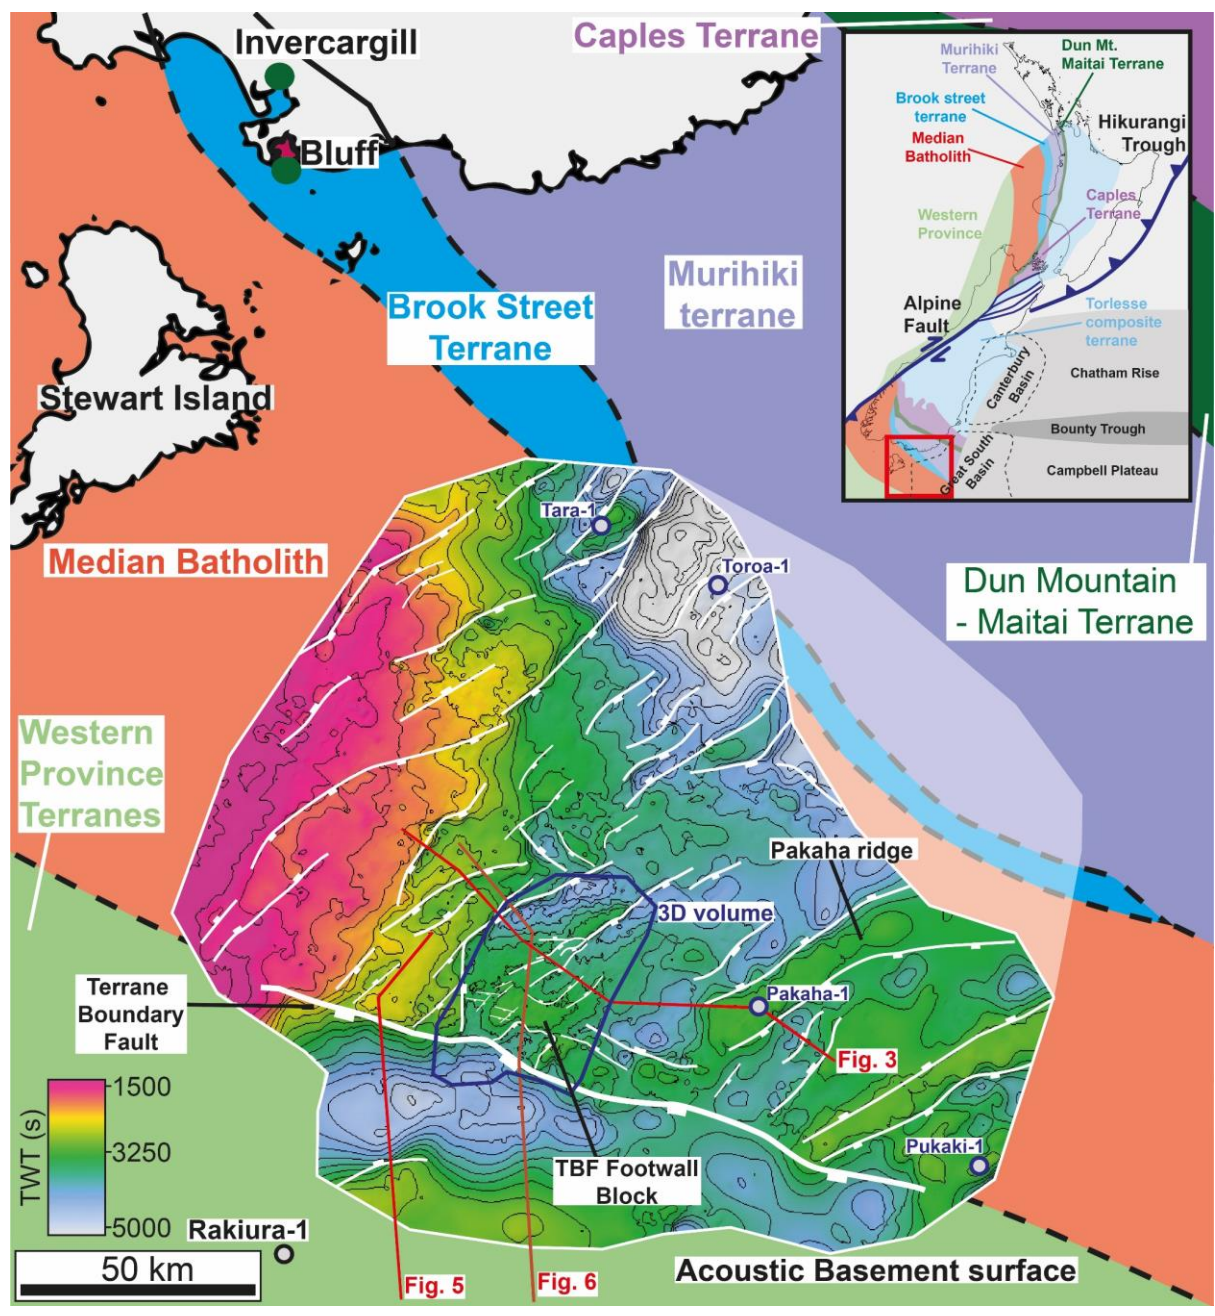 Invercargill
Bluff
Caples Terrane
Murihiki
Terrane
Dun Mt.
Maitai Terrane
Brook street
terrane
Median
Batholith
Hikurangi
Trough
Western
Province
Caples
Terrane
Alpine
Fault
Torlesse
composite
terrane
Canterbury
Basin
Chatham Rise
Bounty Trough
Great South
Basin
Campbell Plateau
Murihiki
terrane
Brook Street
Terrane
Stewart Island
Median Batholith
Tara-1
Toroa-1
Dun Mountain
- Maitai Terrane
Western
Province
Terranes
Pakaha ridge
3D volume
Terrane
Boundary
Fault
Pakaha-1
Fig. 3
TWT (s)
1500
3250
5000
Pukaki-1
TBF Footwall
Block
Rakiura-1
50 km
Fig. 5
Fig. 6
Acoustic Basement surface